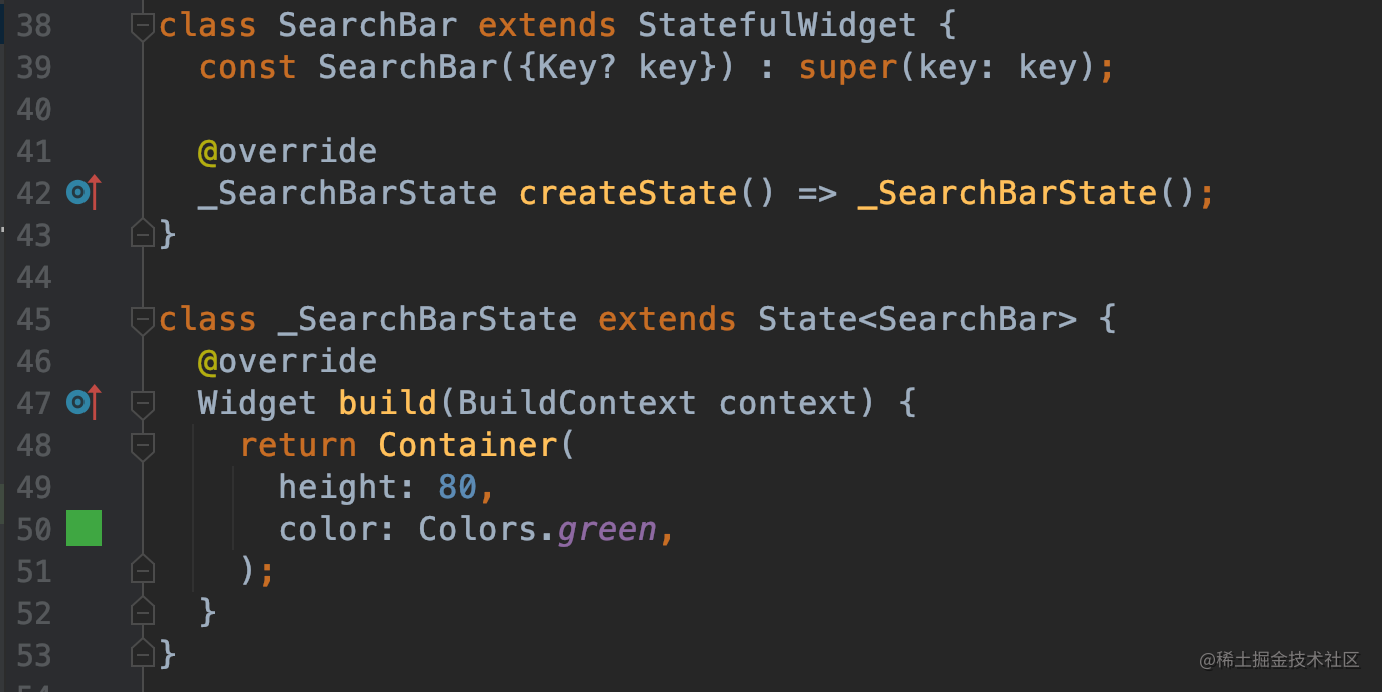 38 class SearchBar extends StatefulWidget {
39   const SearchBar({Key? key}) : super(key: key);
40
41   @override
42   _SearchBarState createState() => _SearchBarState();
43 }
44
45 class _SearchBarState extends State<SearchBar> {
46   @override
47   Widget build(BuildContext context) {
48     return Container(
49       height: 80,
50       color: Colors.green,
51     );
52   }
53 }
@稀土掘金技术社区